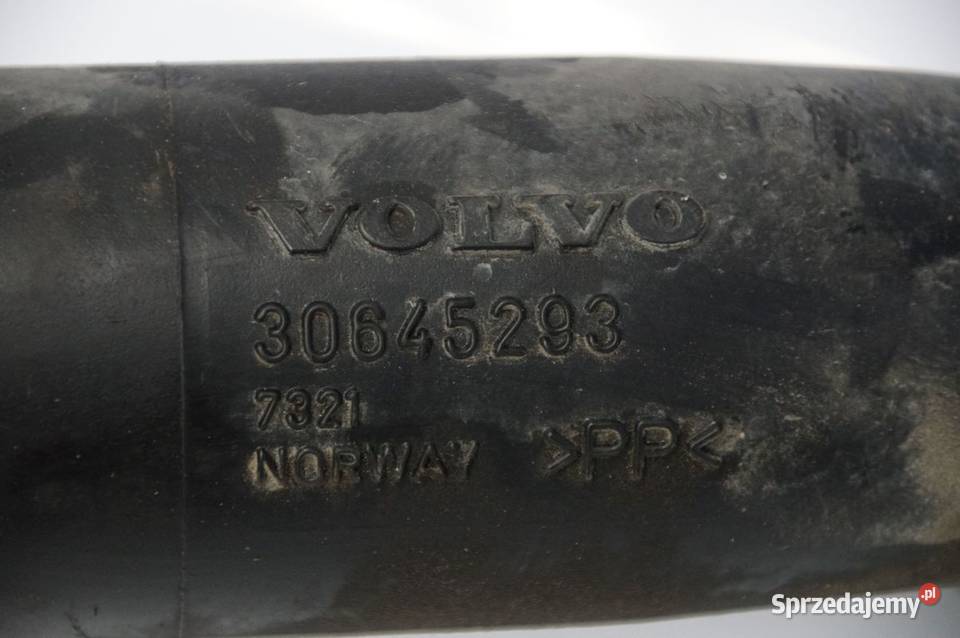 VOLVO
30645293
7321
NORWAY >PP<
Sprzedajemy.pl